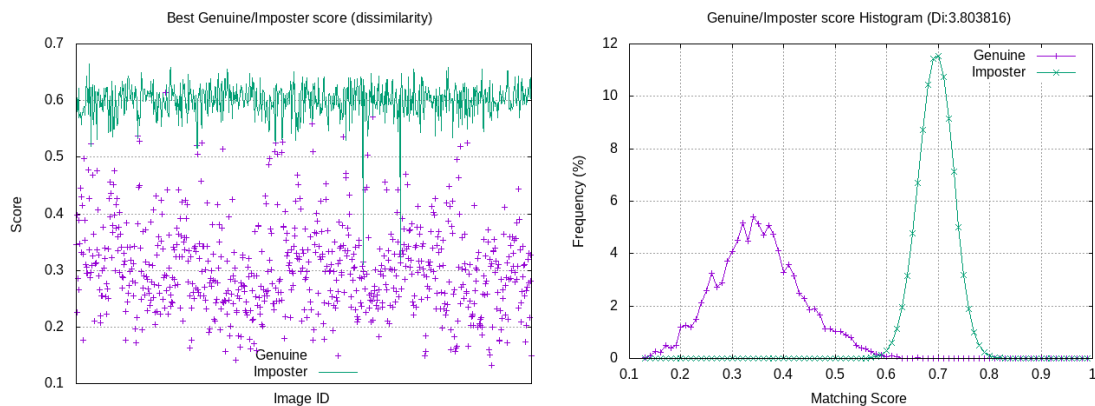 Best Genuine/Imposter score (dissimilarity)
0.7
0.6
0.5
0.4
0.3
0.2
0.1
Score
Genuine
Imposter
Image ID
Genuine/Imposter score Histogram (Di:3.803816)
12
10
8
6
4
2
0
Frequency (%)
Genuine
Imposter
0.1 0.2 0.3 0.4 0.5 0.6 0.7 0.8 0.9 1
Matching Score